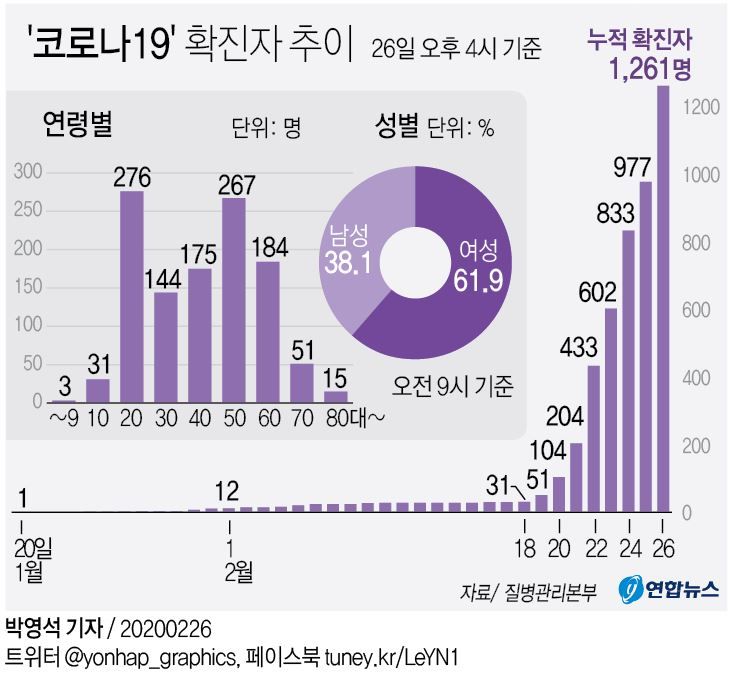 '코로나19' 확진자 추이 26일 오후 4시 기준
누적 확진자
1,261명
연령별 단위: 명
300
250
200
150
100
50
0
3
31
276
144
175
267
184
51
15
～9 10 20 30 40 50 60 70 80대～
성별 단위: %
남성
38.1
여성
61.9
오전 9시 기준
1200
1000
800
600
400
200
0
1
12
31
51
104
204
433
602
833
977
20일 1 18 20 22 24 26
1월 2월
자료/ 질병관리본부 연합뉴스
박영석 기자 / 20200226
트위터 @yonhap_graphics, 페이스북 tuney.kr/LeYN1